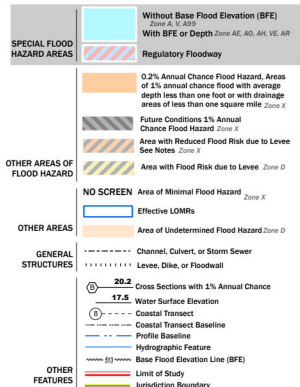 Without Base Flood Elevation (BFE)
Zone A, V, A99
With BFE or Depth Zone AE, AO, AH, VE, AR
SPECIAL FLOOD
HAZARD AREAS
Regulatory Floodway
0.2% Annual Chance Flood Hazard, Areas
of 1% annual chance flood with average
depth less than one foot or with drainage
areas of less than one square mile Zone X
Future Conditions 1% Annual
Chance Flood Hazard Zone X
Area with Reduced Flood Risk due to Levee
See Notes Zone X
OTHER AREAS OF
FLOOD HAZARD
Area with Flood Risk due to Levee Zone D
NO SCREEN Area of Minimal Flood Hazard Zone X
Effective LOMRs
OTHER AREAS
Area of Undetermined Flood Hazard Zone D
GENERAL
STRUCTURES
Channel, Culvert, or Storm Sewer
Levee, Dike, or Floodwall
B 20.2 Cross Sections with 1% Annual Chance
17.5 Water Surface Elevation
8 Coastal Transect
Coastal Transect Baseline
Profile Baseline
Hydrographic Feature
513 Base Flood Elevation Line (BFE)
OTHER
FEATURES
Limit of Study
Jurisdiction Boundary